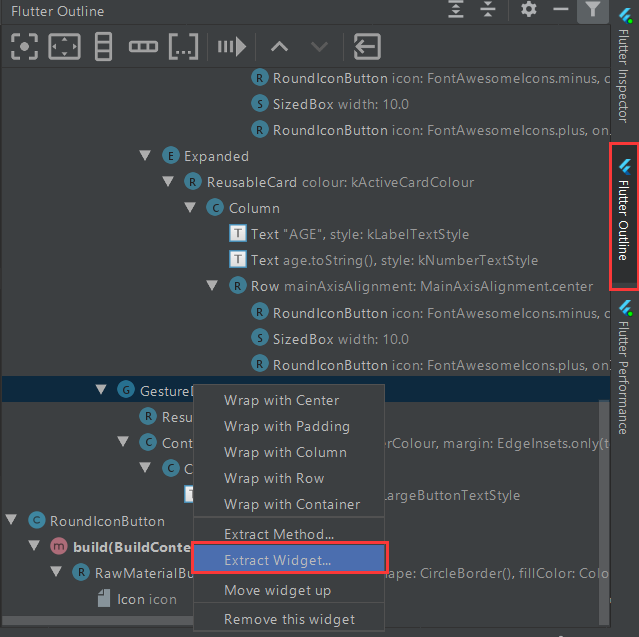 Flutter Outline
RoundIconButton icon: FontAwesomeIcons.minus,
SizedBox width: 10.0
RoundIconButton icon: FontAwesomeIcons.plus, on
Expanded
ReusableCard colour: kActiveCardColour
Column
Text "AGE", style: kLabelTextStyle
Text age.toString(), style: kNumberTextStyle
Row mainAxisAlignment: MainAxisAlignment.center
RoundIconButton icon: FontAwesomeIcons.minus,
SizedBox width: 10.0
RoundIconButton icon: FontAwesomeIcons.plus, on
Gesture
Resu
Cont erColour, margin: EdgeInsets.only(t
C
LargeButtonTextStyle
RoundIconButton
build(BuildConte
RawMaterialBu ape: CircleBorder(), fillColor: Colo
Icon icon
Wrap with Center
Wrap with Padding
Wrap with Column
Wrap with Row
Wrap with Container
Extract Method...
Extract Widget...
Move widget up
Remove this widget
Flutter Inspector
Flutter Outline
Flutter Performance